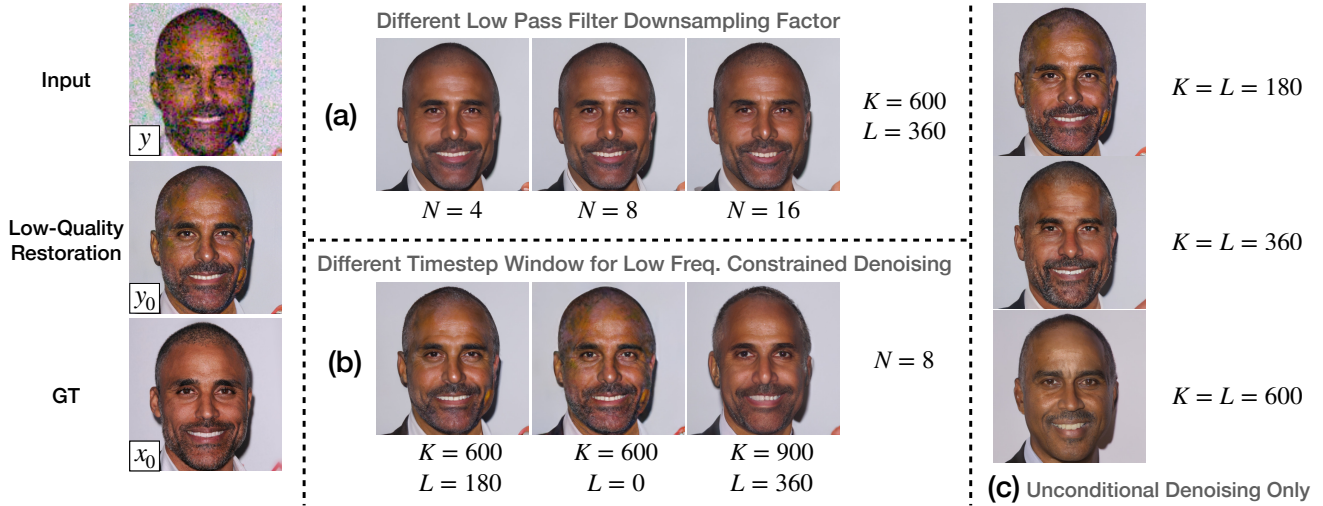 Input
y
Low-Quality
Restoration
y₀
GT
x₀
Different Low Pass Filter Downsampling Factor
(a)
K = 600
L = 360
N = 4
N = 8
N = 16
Different Timestep Window for Low Freq. Constrained Denoising
(b)
N = 8
K = 600
L = 180
K = 600
L = 0
K = 900
L = 360
K = L = 180
K = L = 360
K = L = 600
(c) Unconditional Denoising Only